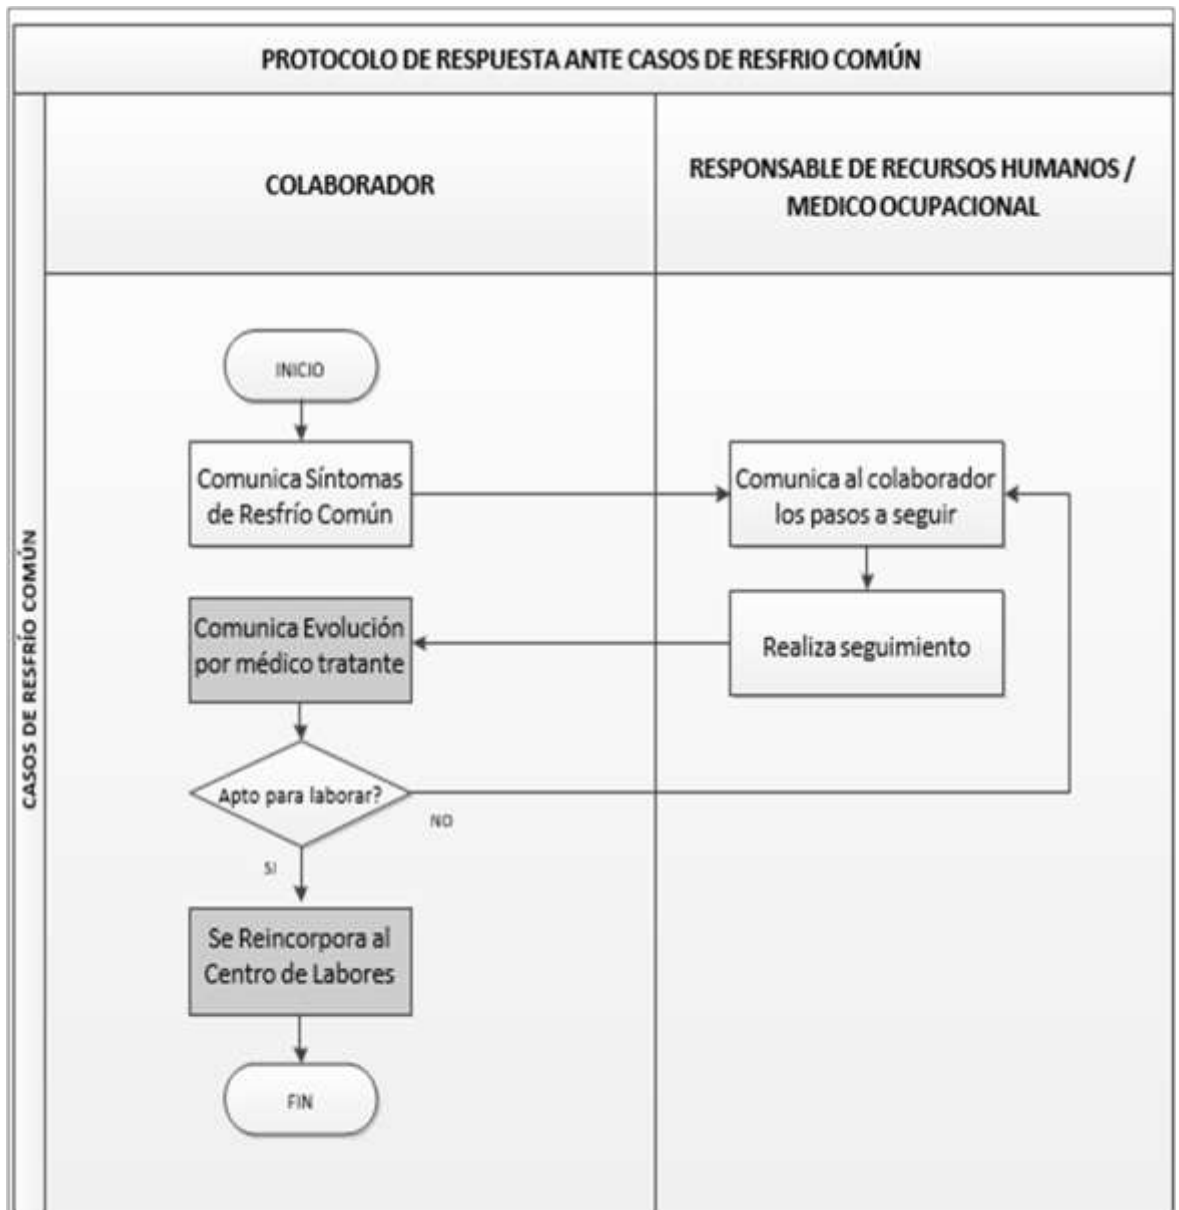 PROTOCOLO DE RESPUESTA ANTE CASOS DE RESFRIO COMÚN
COLABORADOR
RESPONSABLE DE RECURSOS HUMANOS /
MEDICO OCUPACIONAL
CASOS DE RESFRÍO COMÚN
INICIO
Comunica Síntomas
de Resfrío Común
Comunica al colaborador
los pasos a seguir
Comunica Evolución
por médico tratante
Realiza seguimiento
Apto para laborar?
NO
SI
Se Reincorpora al
Centro de Labores
FIN